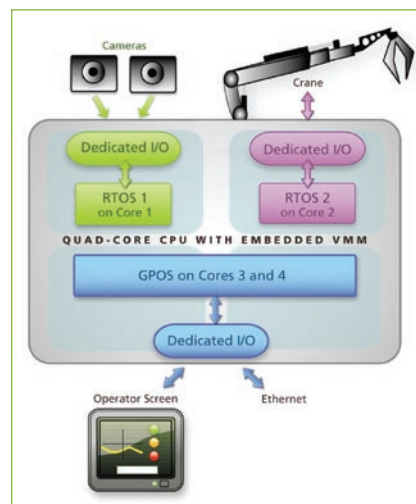 Cameras
Crane
Dedicated I/O
Dedicated I/O
RTOS 1
on Core 1
RTOS 2
on Core 2
QUAD-CORE CPU WITH EMBEDDED VMM
GPOS on Cores 3 and 4
Dedicated I/O
Operator Screen
Ethernet